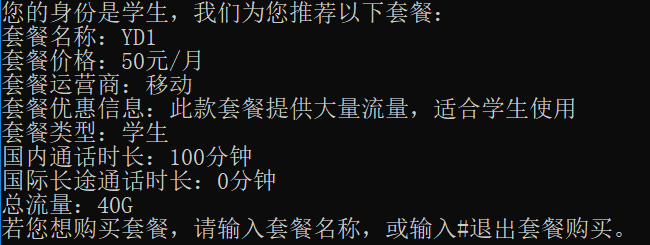 您的身份是学生，我们为您推荐以下套餐：
套餐名称：YD1
套餐价格：50元/月
套餐运营商：移动
套餐优惠信息：此款套餐提供大量流量，适合学生使用
套餐类型：学生
国内通话时长：100分钟
国际长途通话时长：0分钟
总流量：40G
若您想购买套餐，请输入套餐名称，或输入#退出套餐购买。